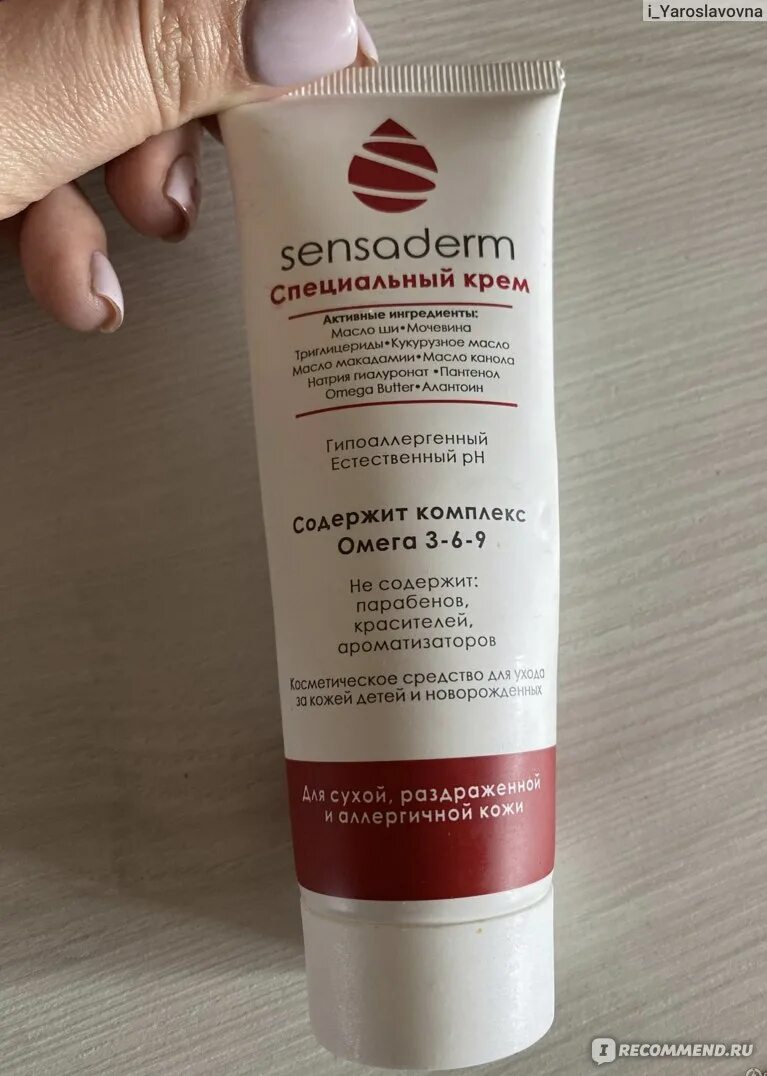 i_Yaroslavovna
sensaderm
Специальный крем
Активные ингредиенты:
Масло ши•Мочевина
Триглицериды•Кукурузное масло
Масло макадамии•Масло канола
Натрия гиалуронат •Пантенол
Omega Butter•Алантоин
Гипоаллергенный
Естественный pH
Содержит комплекс
Омега 3-6-9
Не содержит:
парабенов,
красителей,
ароматизаторов
Косметическое средство для ухода
за кожей детей и новорожденных
Для сухой, раздраженной
и аллергичной кожи
I RECOMMEND.RU